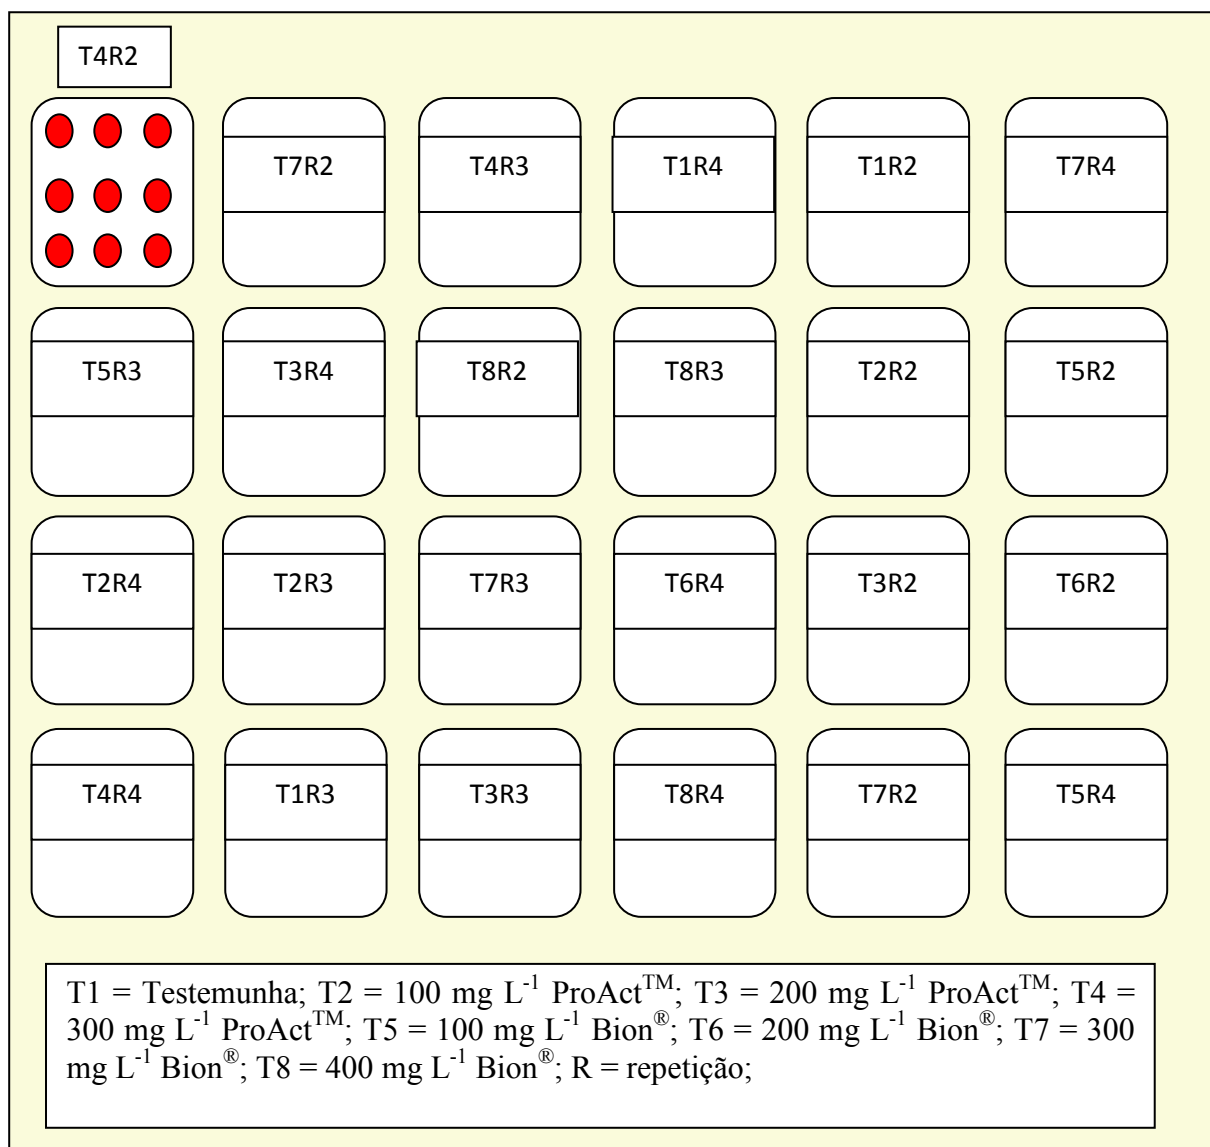 T4R2
T7R2 T4R3 T1R4 T1R2 T7R4
T5R3 T3R4 T8R2 T8R3 T2R2 T5R2
T2R4 T2R3 T7R3 T6R4 T3R2 T6R2
T4R4 T1R3 T3R3 T8R4 T7R2 T5R4
T1 = Testemunha; T2 = 100 mg L⁻¹ ProAct™; T3 = 200 mg L⁻¹ ProAct™; T4 =
300 mg L⁻¹ ProAct™; T5 = 100 mg L⁻¹ Bion®; T6 = 200 mg L⁻¹ Bion®; T7 = 300
mg L⁻¹ Bion®; T8 = 400 mg L⁻¹ Bion®; R = repetição;